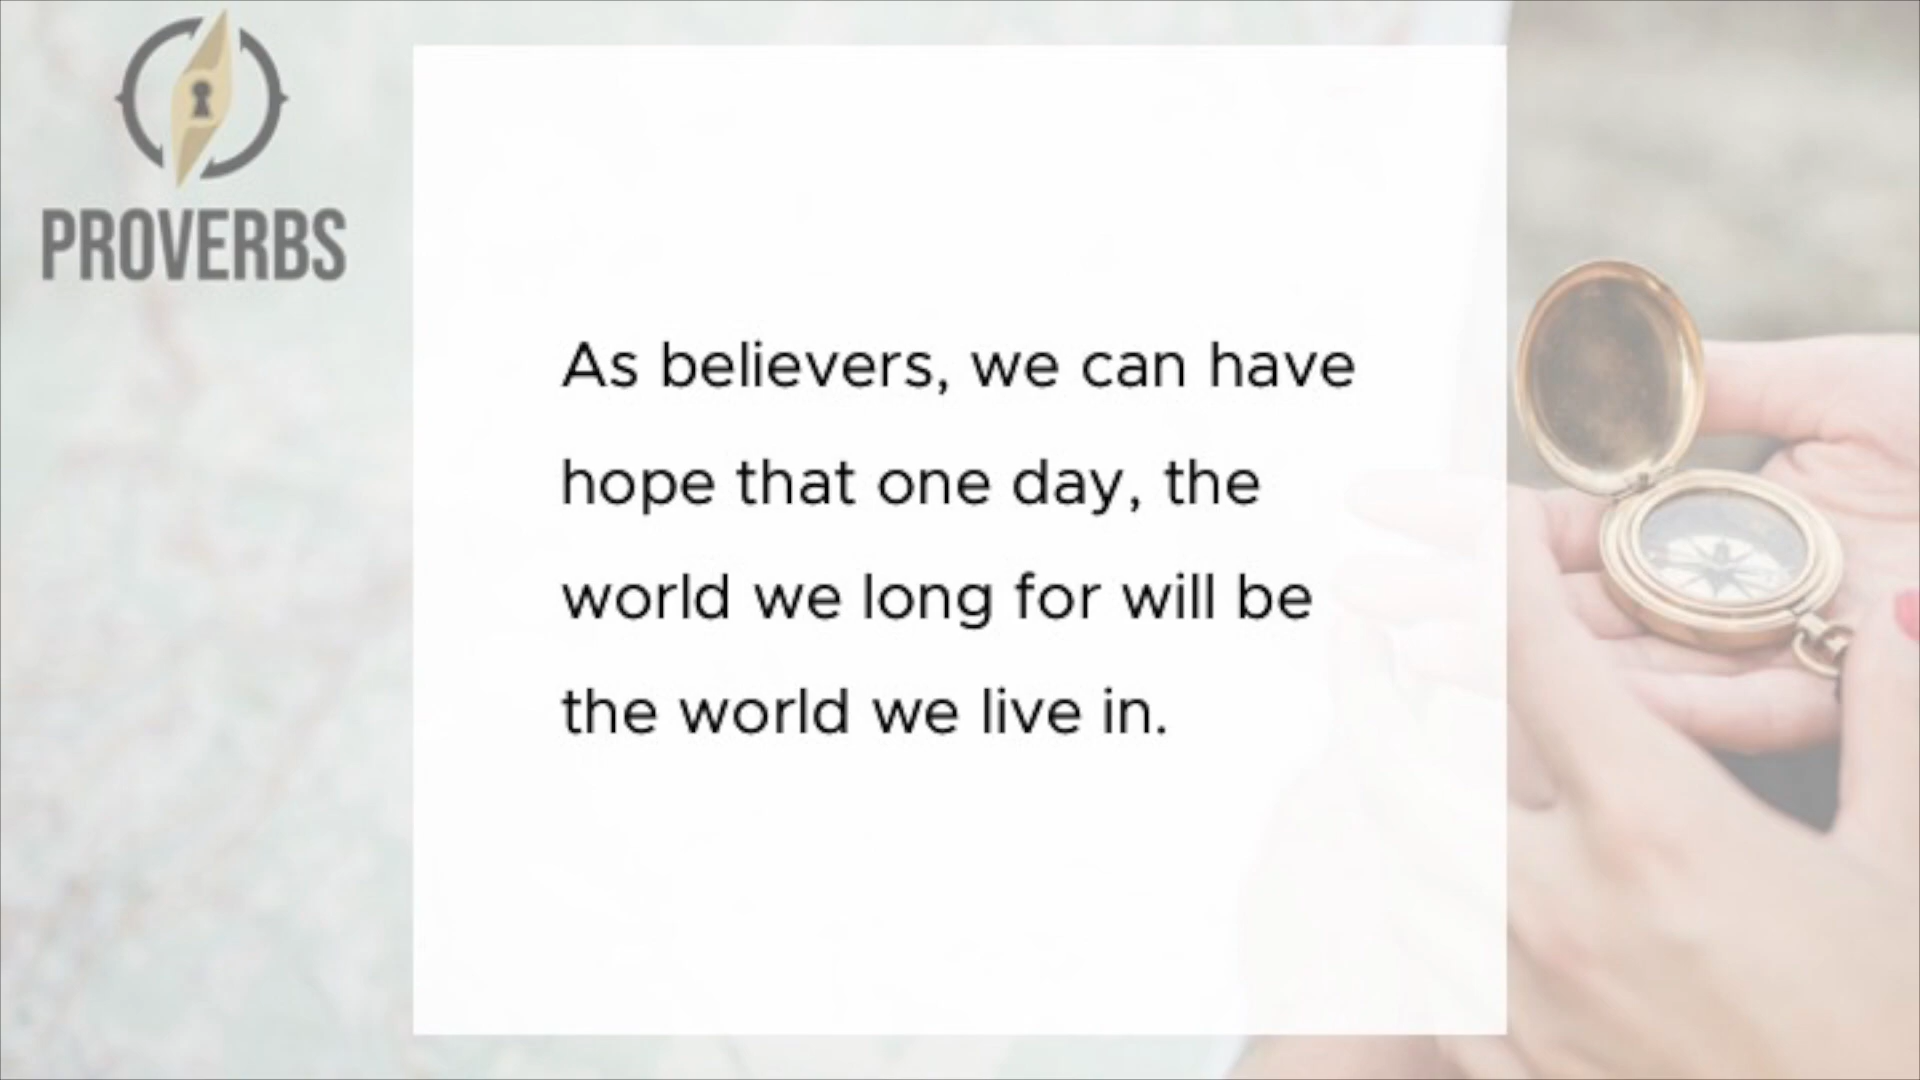 PROVERBS
As believers, we can have
hope that one day, the
world we long for will be
the world we live in.